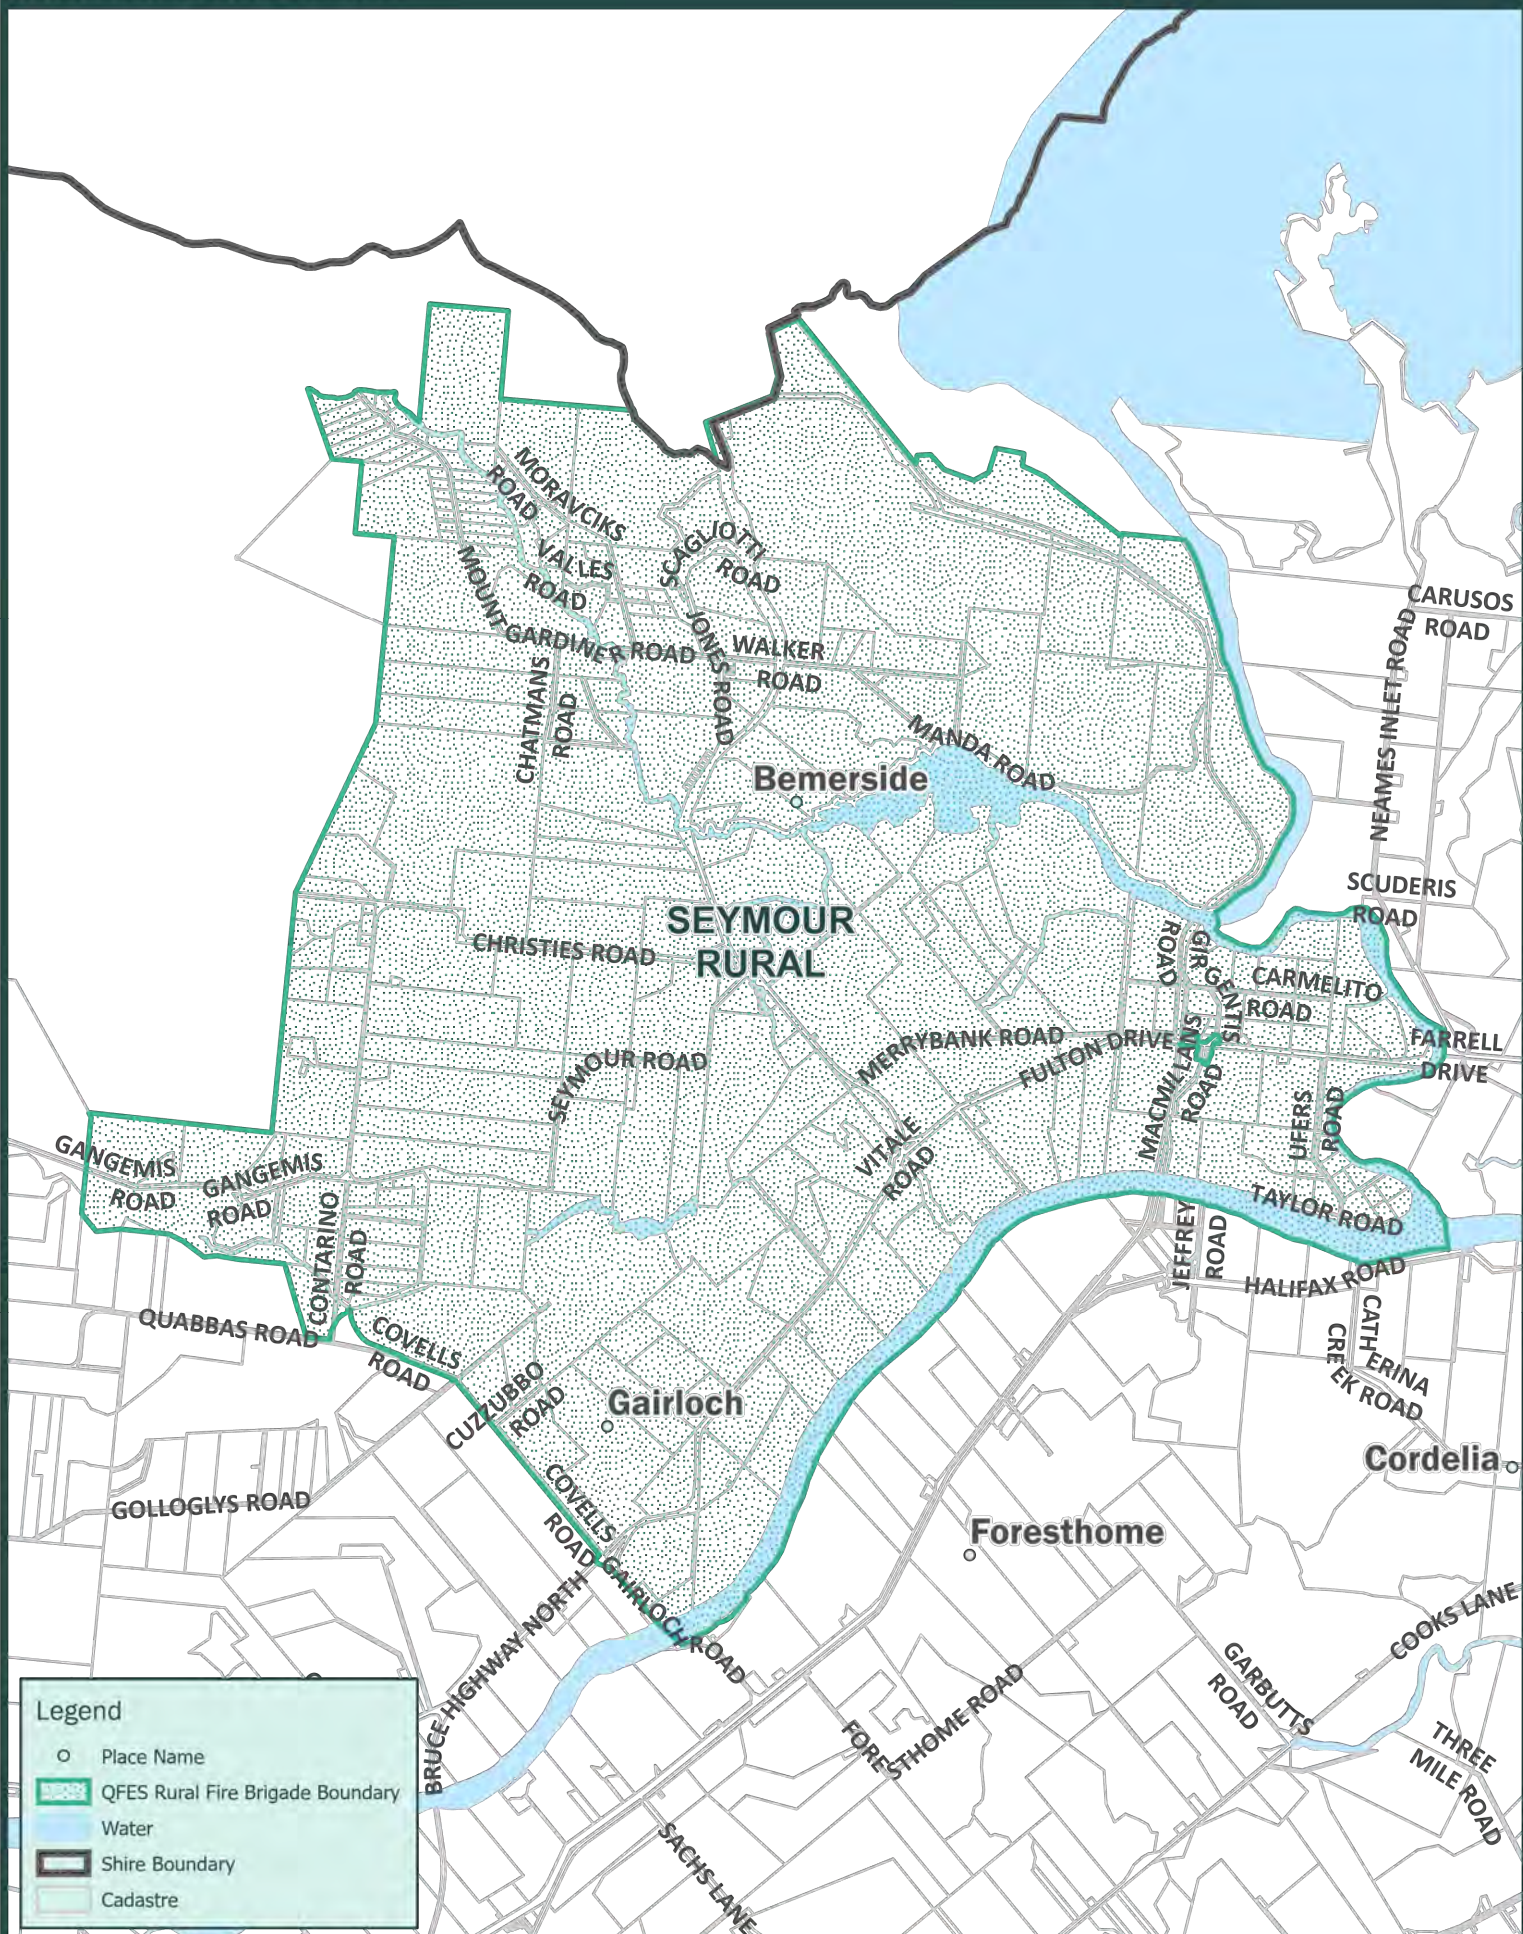 MORAVCIKS
ROAD
SCAGLIOTTI
ROAD
VALLES
ROAD
MOUNT
GARDINER ROAD
JONES ROAD
WALKER
ROAD
CARUSOS
ROAD
NEAMES INLET ROAD
CHATMANS
ROAD
MANDA ROAD
Bemerside
SCUDERIS
ROAD
SEYMOUR
RURAL
CHRISTIES ROAD
ROAD
GIRGENTIS
CARMELITO
ROAD
MERRYBANK ROAD
FULTON DRIVE
FARRELL
DRIVE
SEYMOUR ROAD
MACMILLANS
ROAD
UFERS
ROAD
VITALE
ROAD
GANGEMIS
ROAD
GANGEMIS
ROAD
TAYLOR ROAD
CONTARINO
ROAD
JEFFREY
ROAD
HALIFAX ROAD
QUABBAS ROAD
COVELLS
ROAD
CATHERINA
CREEK ROAD
CUZZUBBO
ROAD
Gairloch
Cordelia
GOLLOGLYS ROAD
COVELLS
ROAD
Foresthome
GAIRLOCH ROAD
BRUCE HIGHWAY NORTH
COOKS LANE
GARBUTTS
ROAD
FORESTHOME ROAD
THREE
MILE ROAD
SACHS LANE
Legend
Place Name
QFES Rural Fire Brigade Boundary
Water
Shire Boundary
Cadastre